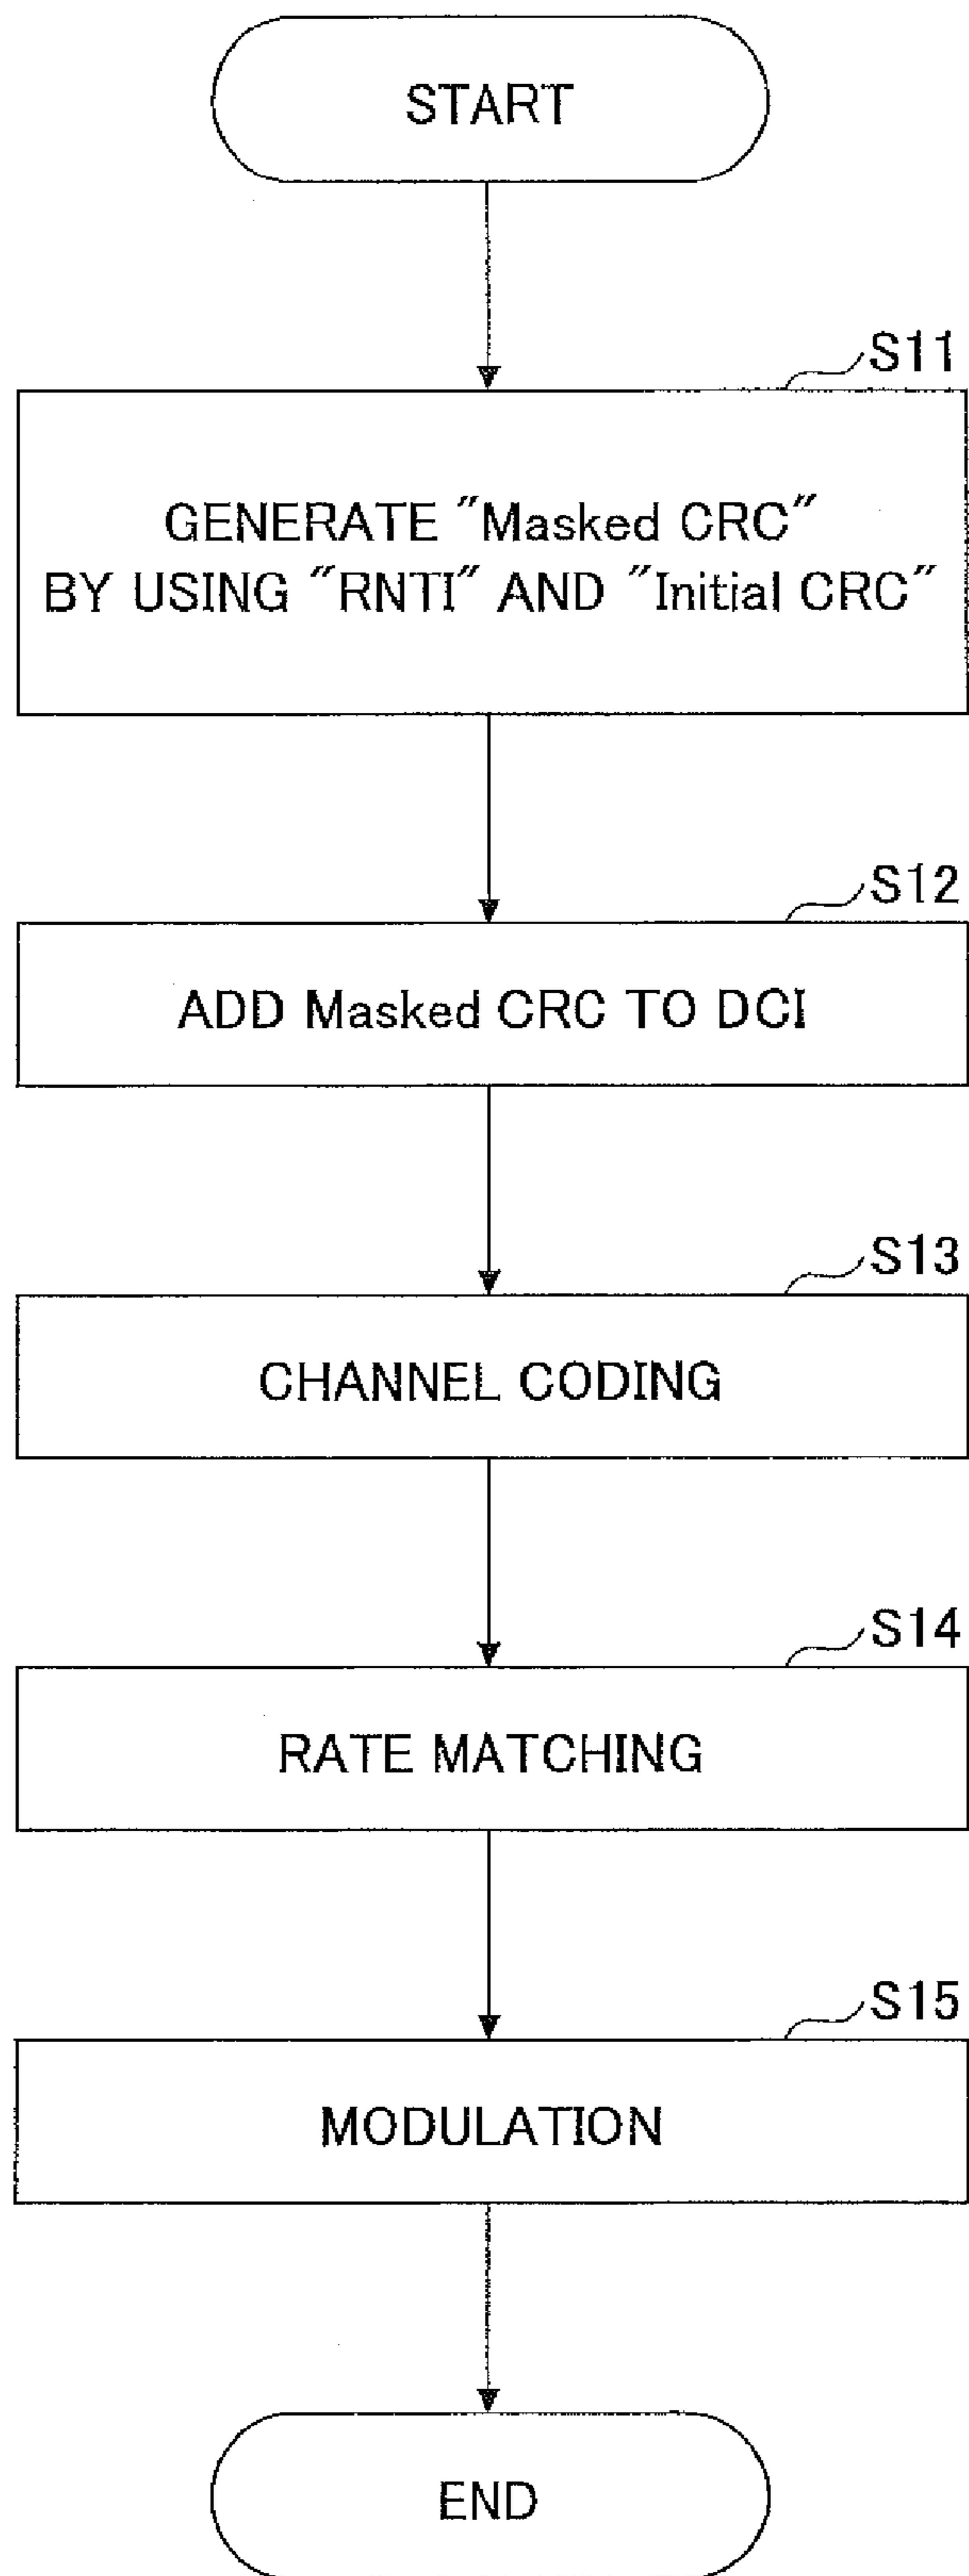 START
S11
GENERATE "Masked CRC"
BY USING "RNTI" AND "Initial CRC"
S12
ADD Masked CRC TO DCI
S13
CHANNEL CODING
S14
RATE MATCHING
S15
MODULATION
END